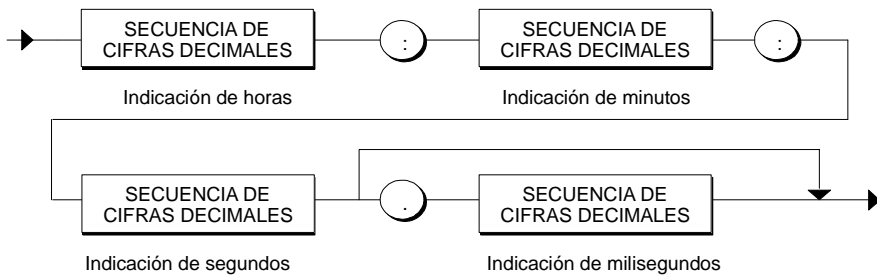 SECUENCIA DE
CIFRAS DECIMALES
:
SECUENCIA DE
CIFRAS DECIMALES
:
Indicación de horas
Indicación de minutos
SECUENCIA DE
CIFRAS DECIMALES
.
SECUENCIA DE
CIFRAS DECIMALES
Indicación de segundos
Indicación de milisegundos